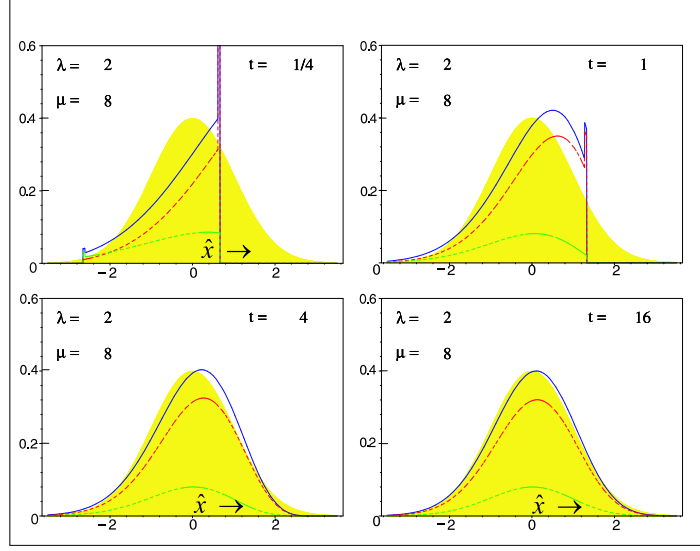 0.6
λ = 2 t = 1/4
μ = 8
0.4
0.2
x̂ →
0
−2 0 2
0.6
λ = 2 t = 1
μ = 8
0.4
0.2
x̂ →
0
−2 0 2
0.6
λ = 2 t = 4
μ = 8
0.4
0.2
x̂ →
0
−2 0 2
0.6
λ = 2 t = 16
μ = 8
0.4
0.2
x̂ →
0
−2 0 2